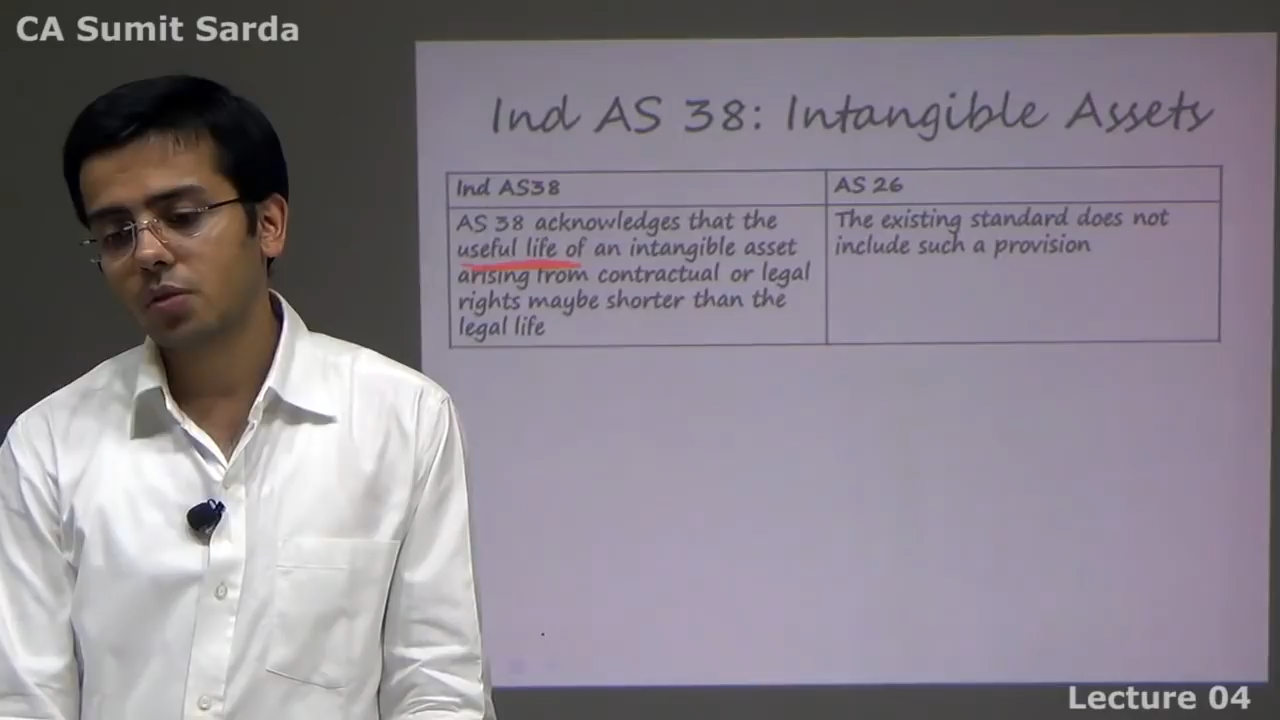 CA Sumit Sarda
Ind AS 38: Intangible Assets
Ind AS38
AS 26
AS 38 acknowledges that the
useful life of an intangible asset
arising from contractual or legal
rights maybe shorter than the
legal life
The existing standard does not
include such a provision
Lecture 04